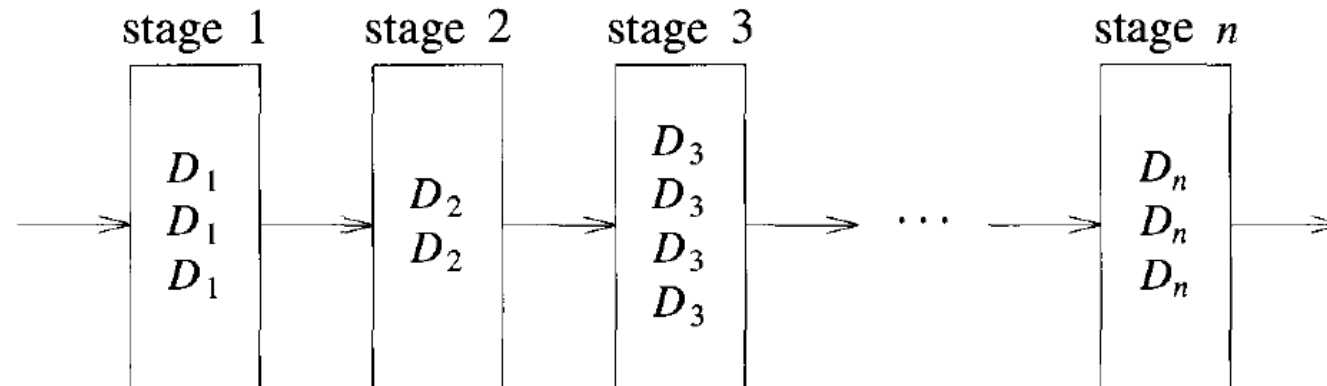 stage 1 stage 2 stage 3 stage n
D1 D2 D3 Dn
D1 D2 D3 ... Dn
D1 D3 Dn
D3